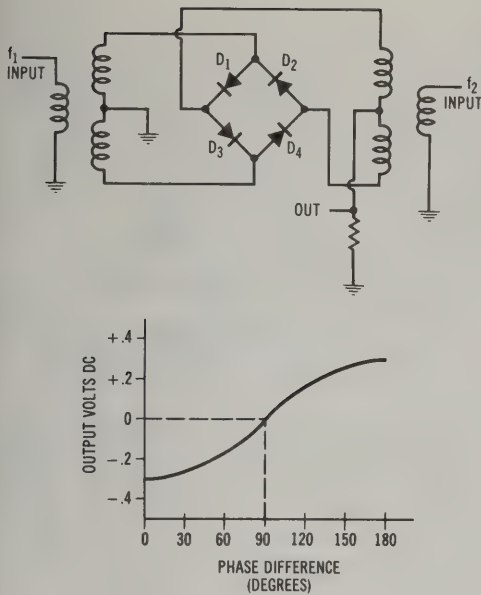 f₁
INPUT
D₁
D₂
D₃
D₄
f₂
INPUT
OUT
OUTPUT VOLTS DC
+ .4
+ .2
0
- .2
- .4
0
30
60
90
120
150
180
PHASE DIFFERENCE
(DEGREES)